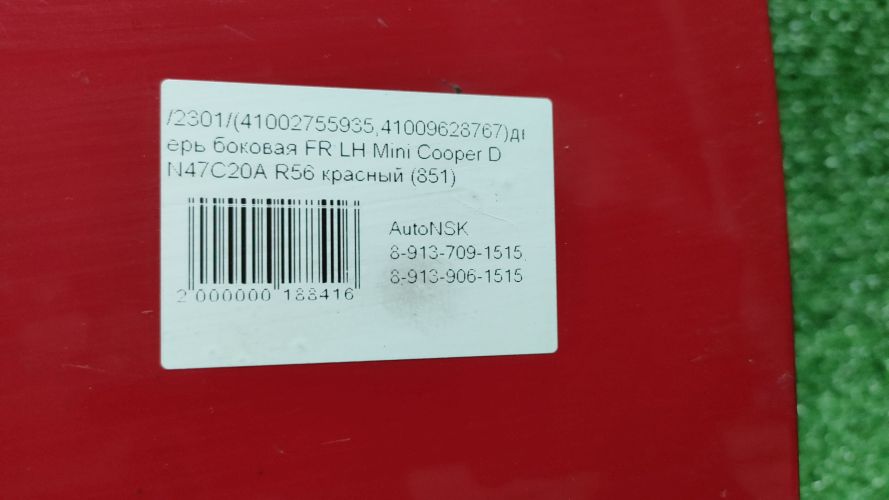 /2301/(41002755935,41009628767)дв
ерь боковая FR LH Mini Cooper D
N47C20A R56 красный (851)
AutoNSK
8-913-709-1515,
8-913-906-1515
2 000000 188416